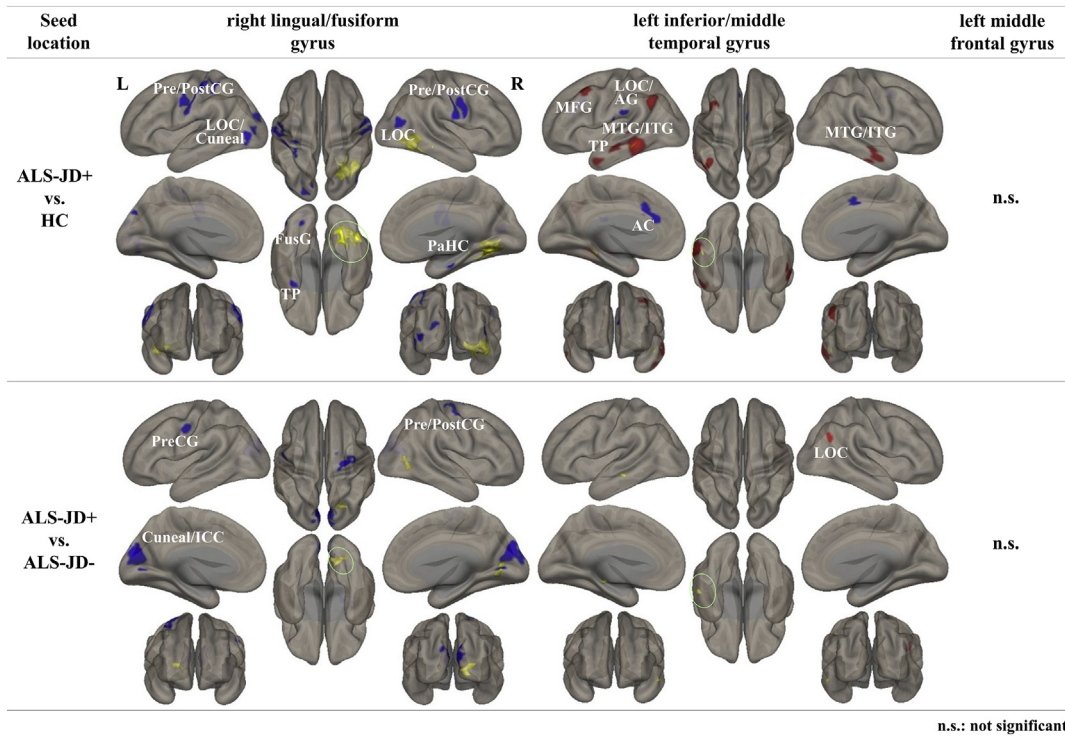 Seed
location
right lingual/fusiform
gyrus
left inferior/middle
temporal gyrus
left middle
frontal gyrus
L
R
ALS-JD+
vs.
HC
Pre/PostCG
LOC/
Cuneal
Pre/PostCG
LOC
FusG
TP
PaHC
MFG
LOC/
AG
MTG/ITG
TP
MTG/ITG
AC
n.s.
ALS-JD+
vs.
ALS-JD-
PreCG
Pre/PostCG
Cuneal/ICC
LOC
n.s.
n.s.: not significant